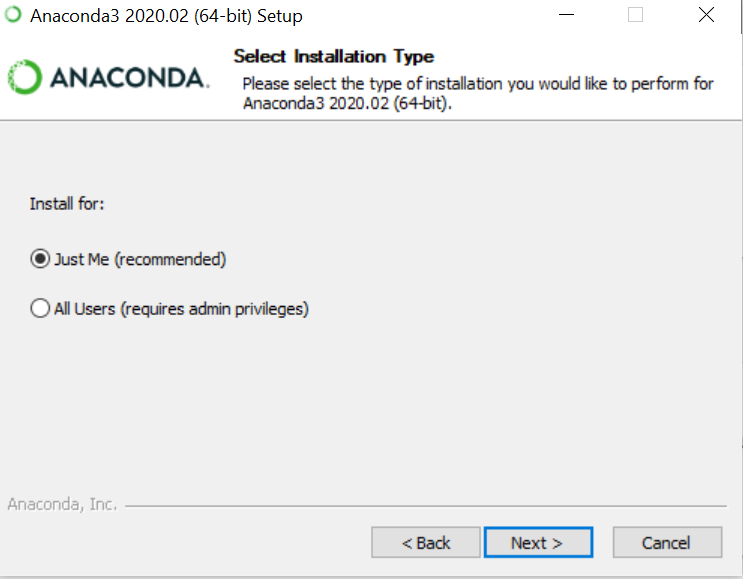 Anaconda3 2020.02 (64-bit) Setup
ANACONDA.
Select Installation Type
Please select the type of installation you would like to perform for
Anaconda3 2020.02 (64-bit).
Install for:
Just Me (recommended)
All Users (requires admin privileges)
Anaconda, Inc.
< Back
Next >
Cancel